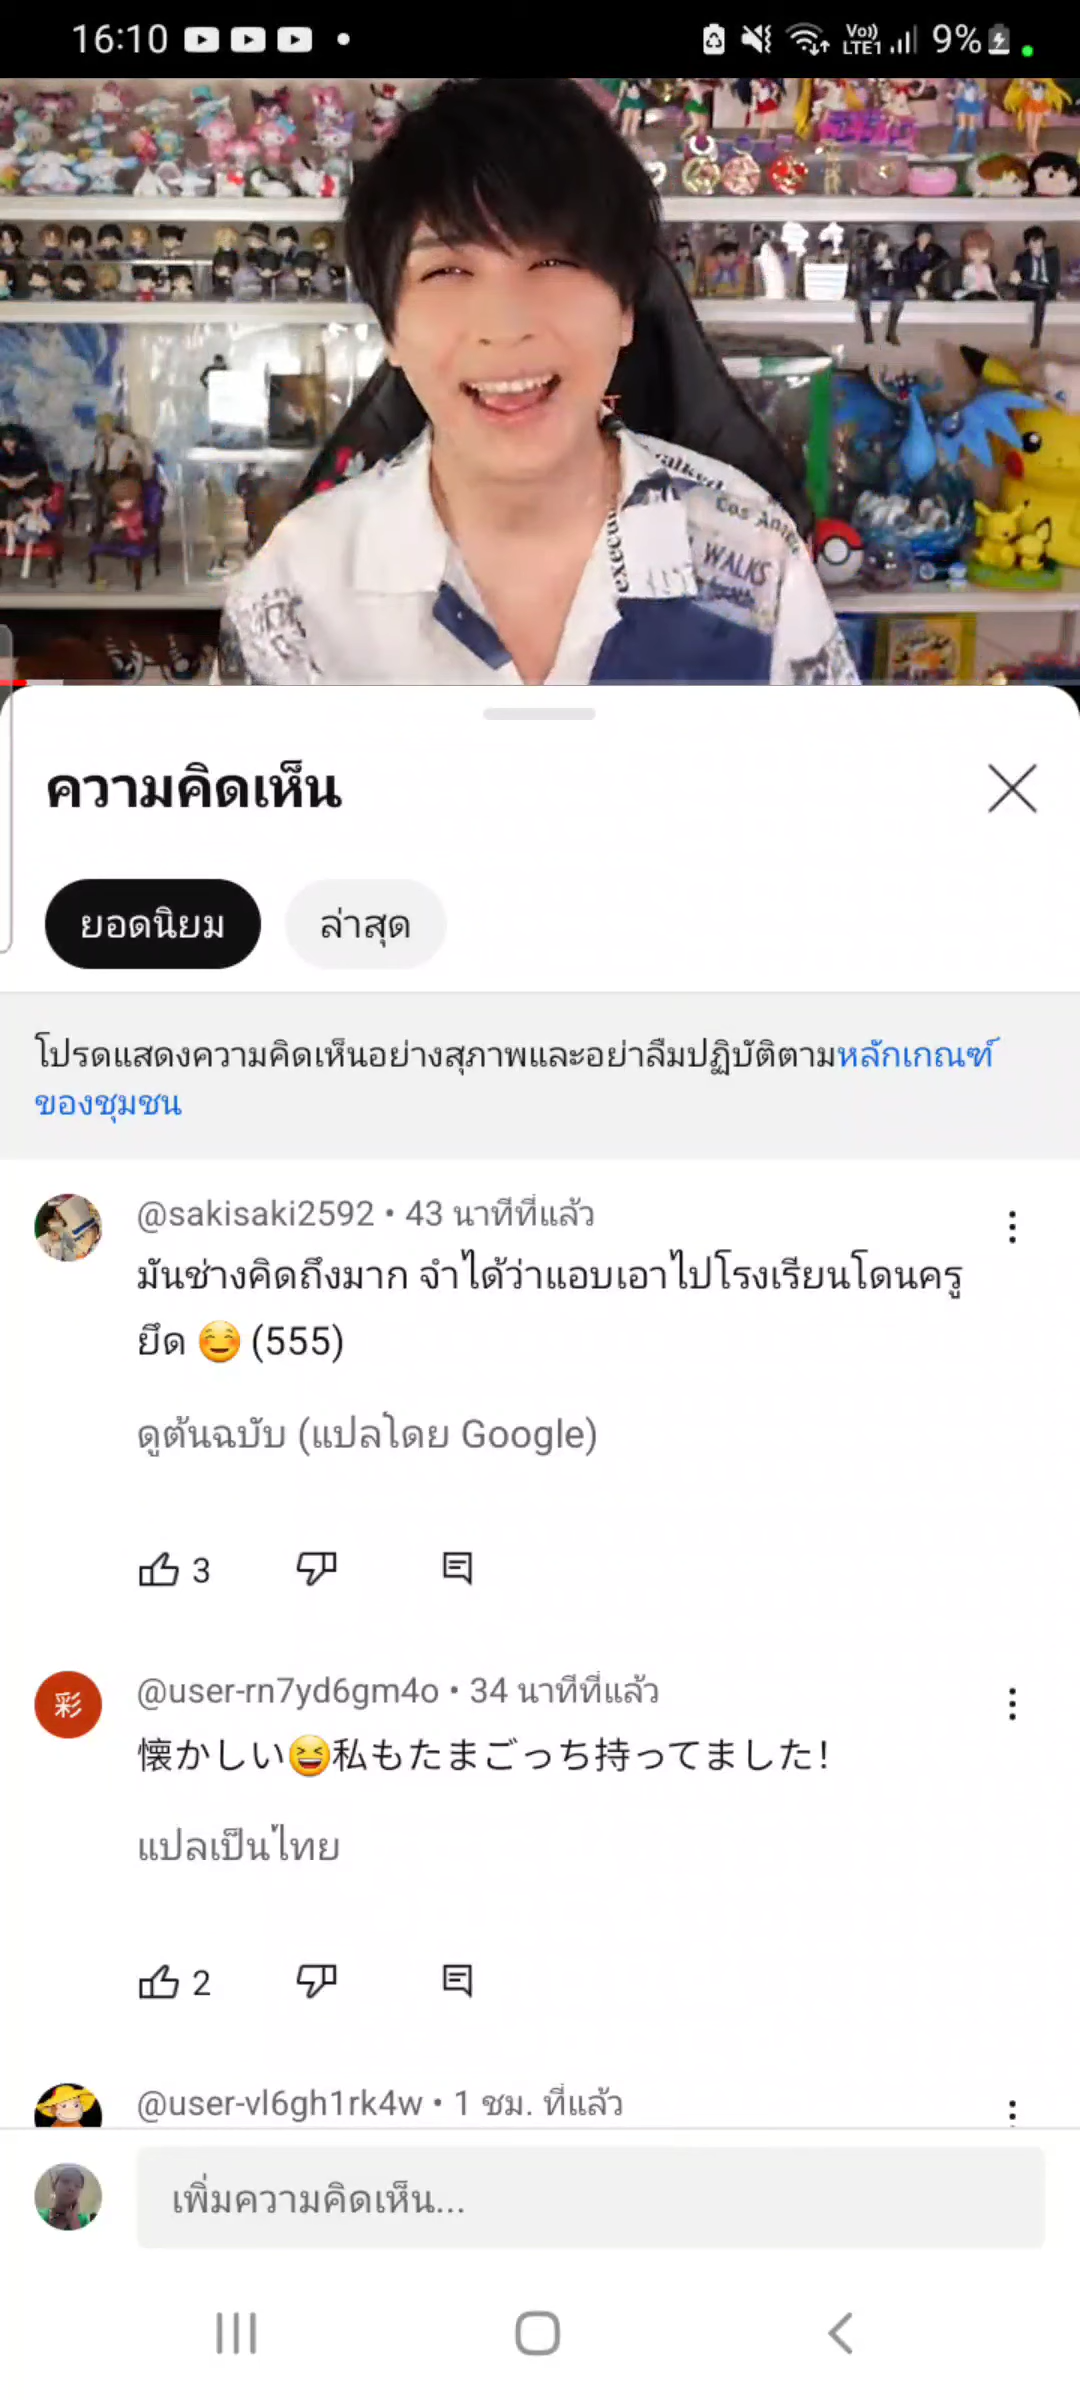 16:10
Vo)) LTE1 9%
walked
Los Ang
WALKS
ความคิดเห็น
ยอดนิยม ล่าสุด
โปรดแสดงความคิดเห็นอย่างสุภาพและอย่าลืมปฏิบัติตามหลักเกณฑ์
ของชุมชน
@sakisaki2592 • 43 นาทีที่แล้ว
มันช่างคิดถึงมาก จำได้ว่าแอบเอาไปโรงเรียนโดนครู
ยึด 😊 (555)
ดูต้นฉบับ (แปลโดย Google)
3
彩
@user-rn7yd6gm4o • 34 นาทีที่แล้ว
懐かしい😆私もたまごっち持ってました！
แปลเป็นไทย
2
@user-vl6gh1rk4w • 1 ชม. ที่แล้ว
เพิ่มความคิดเห็น...